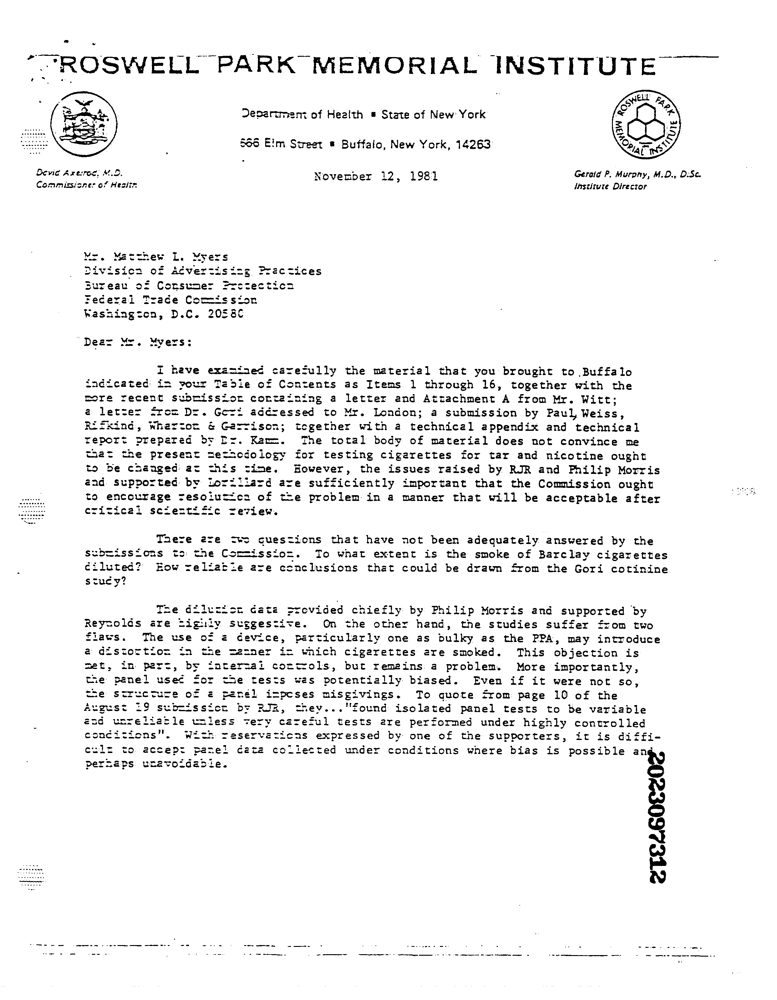 ROSWELL PARK MEMORIAL INSTITUTE
Department of Health ▪ State of New York
666 Elm Street ▪ Buffalo, New York, 14263
David Axelrod, M.D.
Commissioner of Health
November 12, 1981
ROSWELL PARK MEMORIAL INSTITUTE
Gerald P. Murphy, M.D., D.Sc.
Institute Director
Mr. Matthew L. Myers
Division of Advertising Practices
Bureau of Consumer Protection
Federal Trade Commission
Washington, D.C. 20580
Dear Mr. Myers:
I have examined carefully the material that you brought to Buffalo
indicated in your Table of Contents as Items 1 through 16, together with the
more recent submission containing a letter and Attachment A from Mr. Witt;
a letter from Dr. Gori addressed to Mr. London; a submission by Paul, Weiss,
Rifkind, Wharton & Garrison; together with a technical appendix and technical
report prepared by Dr. Kamm. The total body of material does not convince me
that the present methodology for testing cigarettes for tar and nicotine ought
to be changed at this time. However, the issues raised by RJR and Philip Morris
and supported by Lorillard are sufficiently important that the Commission ought
to encourage resolution of the problem in a manner that will be acceptable after
critical scientific review.
There are two questions that have not been adequately answered by the
submissions to the Commission. To what extent is the smoke of Barclay cigarettes
diluted? How reliable are conclusions that could be drawn from the Gori cotinine
study?
The dilution data provided chiefly by Philip Morris and supported by
Reynolds are highly suggestive. On the other hand, the studies suffer from two
flaws. The use of a device, particularly one as bulky as the PPA, may introduce
a distortion in the manner in which cigarettes are smoked. This objection is
met, in part, by internal controls, but remains a problem. More importantly,
the panel used for the tests was potentially biased. Even if it were not so,
the structure of a panel imposes misgivings. To quote from page 10 of the
August 19 submission by RJR, they..."found isolated panel tests to be variable
and unreliable unless very careful tests are performed under highly controlled
conditions". With reservations expressed by one of the supporters, it is diffi-
cult to accept panel data collected under conditions where bias is possible and
perhaps unavoidable.
2023097312